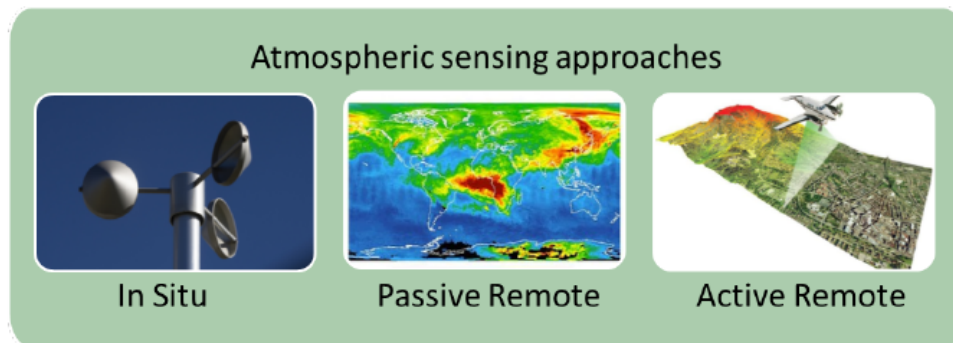 Atmospheric sensing approaches
In Situ
Passive Remote
Active Remote